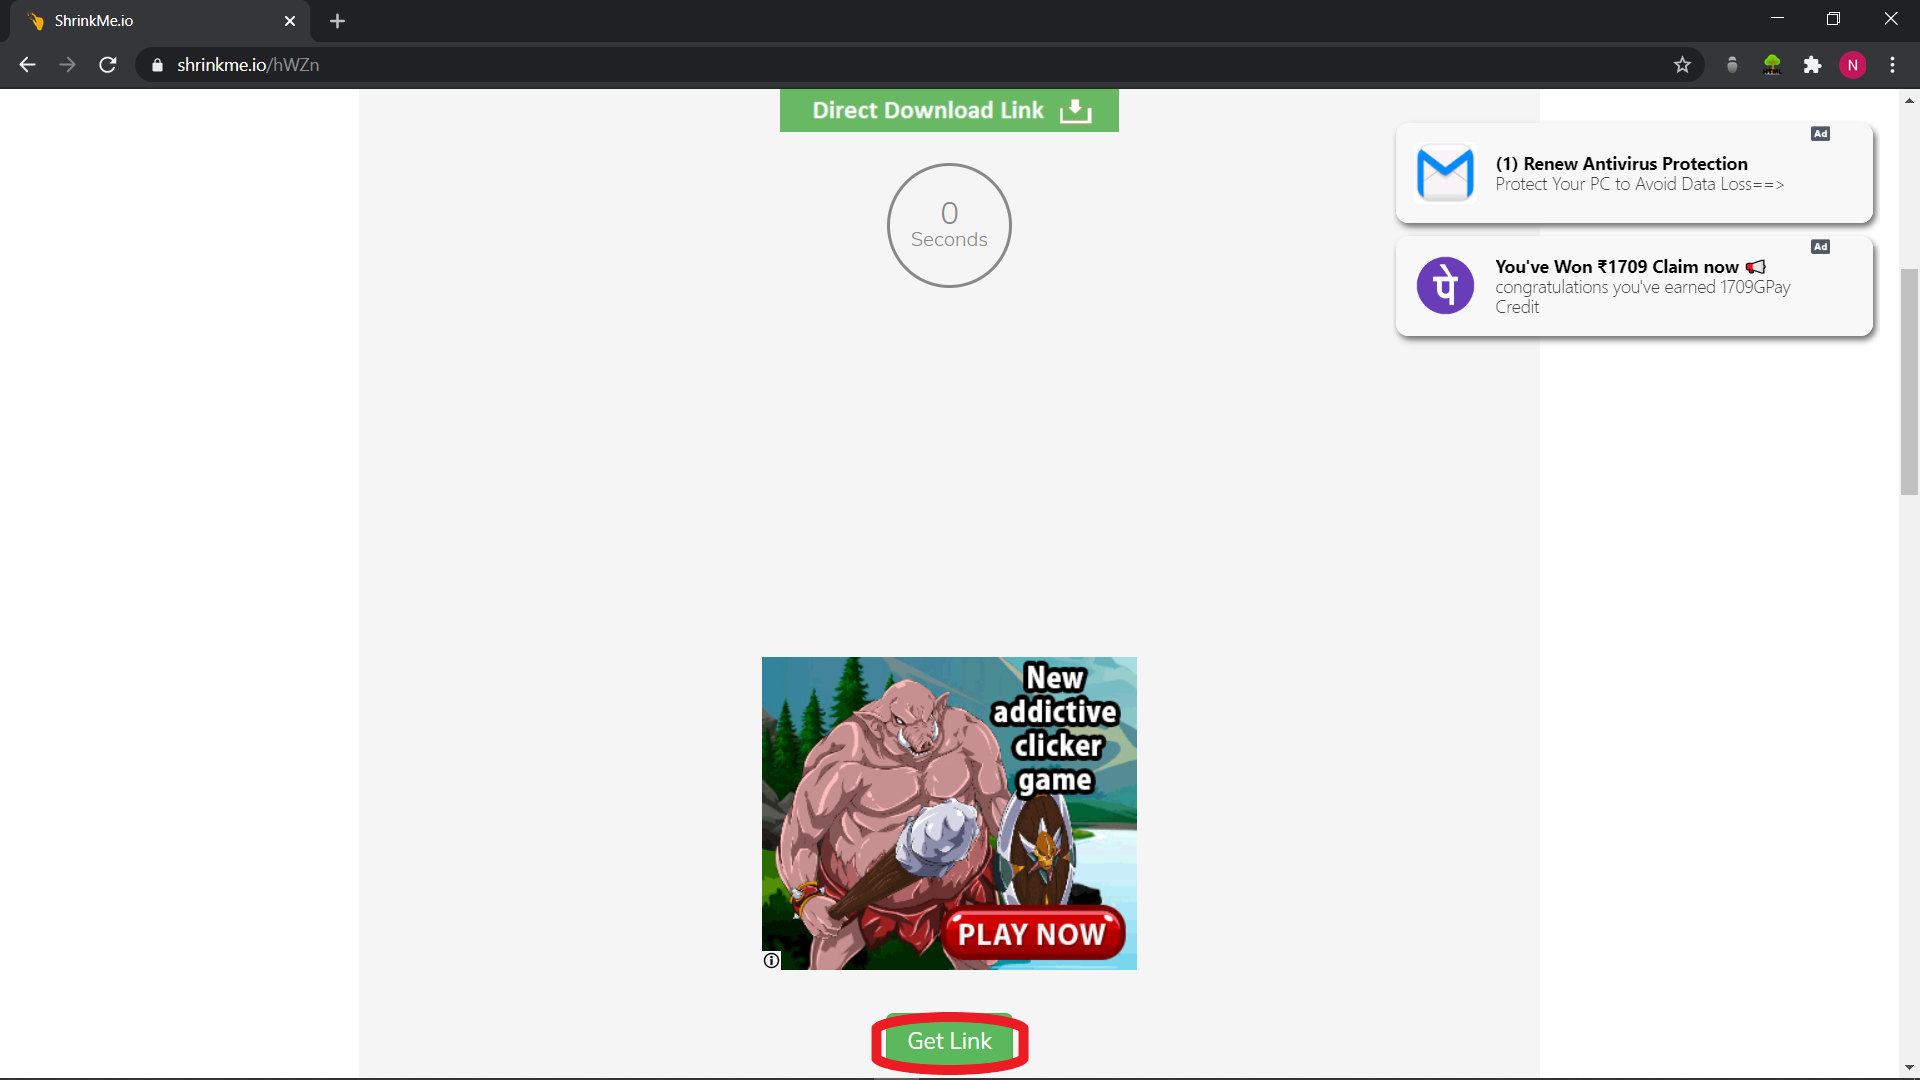 ShrinkMe.io
shrinkme.io/hWZn
N
Direct Download Link
0
Seconds
Ad
(1) Renew Antivirus Protection
Protect Your PC to Avoid Data Loss==>
Ad
पे
You've Won ₹1709 Claim now
congratulations you've earned 1709GPay
Credit
New
addictive
clicker
game
PLAY NOW
Get Link